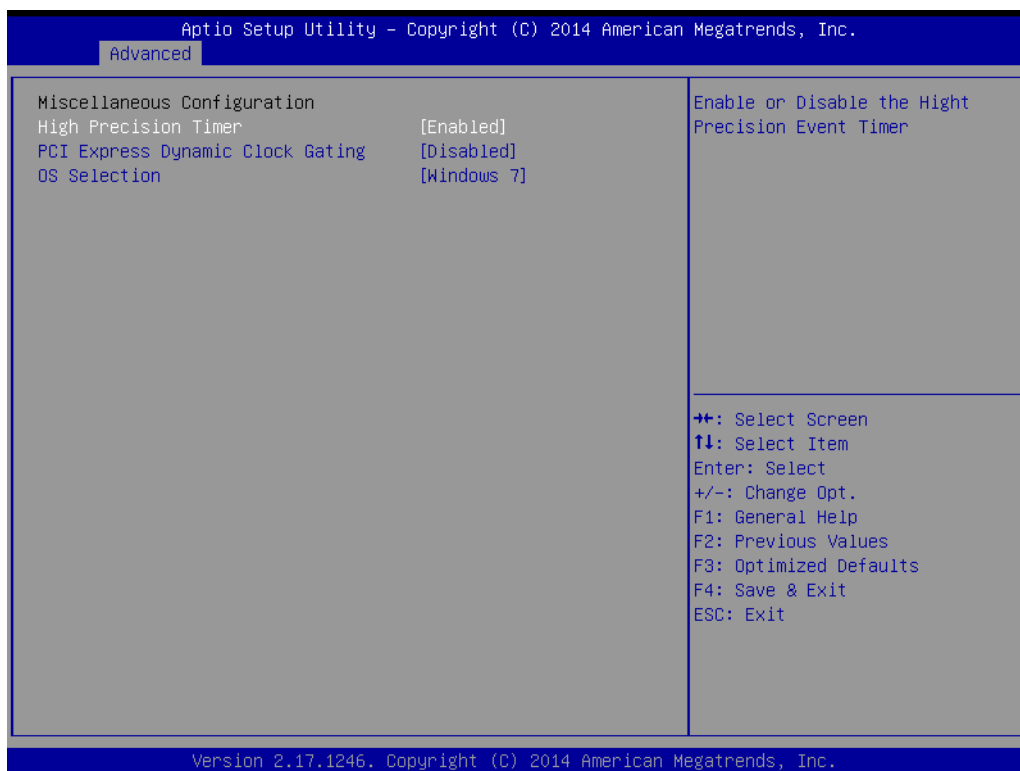 Aptio Setup Utility – Copyright (C) 2014 American Megatrends, Inc.
Advanced
Miscellaneous Configuration
High Precision Timer [Enabled]
PCI Express Dynamic Clock Gating [Disabled]
OS Selection [Windows 7]
Enable or Disable the Hight
Precision Event Timer
→←: Select Screen
↑↓: Select Item
Enter: Select
+/-: Change Opt.
F1: General Help
F2: Previous Values
F3: Optimized Defaults
F4: Save & Exit
ESC: Exit
Version 2.17.1246. Copyright (C) 2014 American Megatrends, Inc.